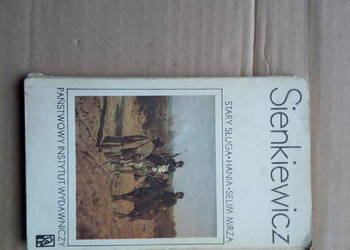 Sienkiewicz
STARY SŁUGA • HANIA • SELIM MIRZA
PAŃSTWOWY INSTYTUT WYDAWNICZY